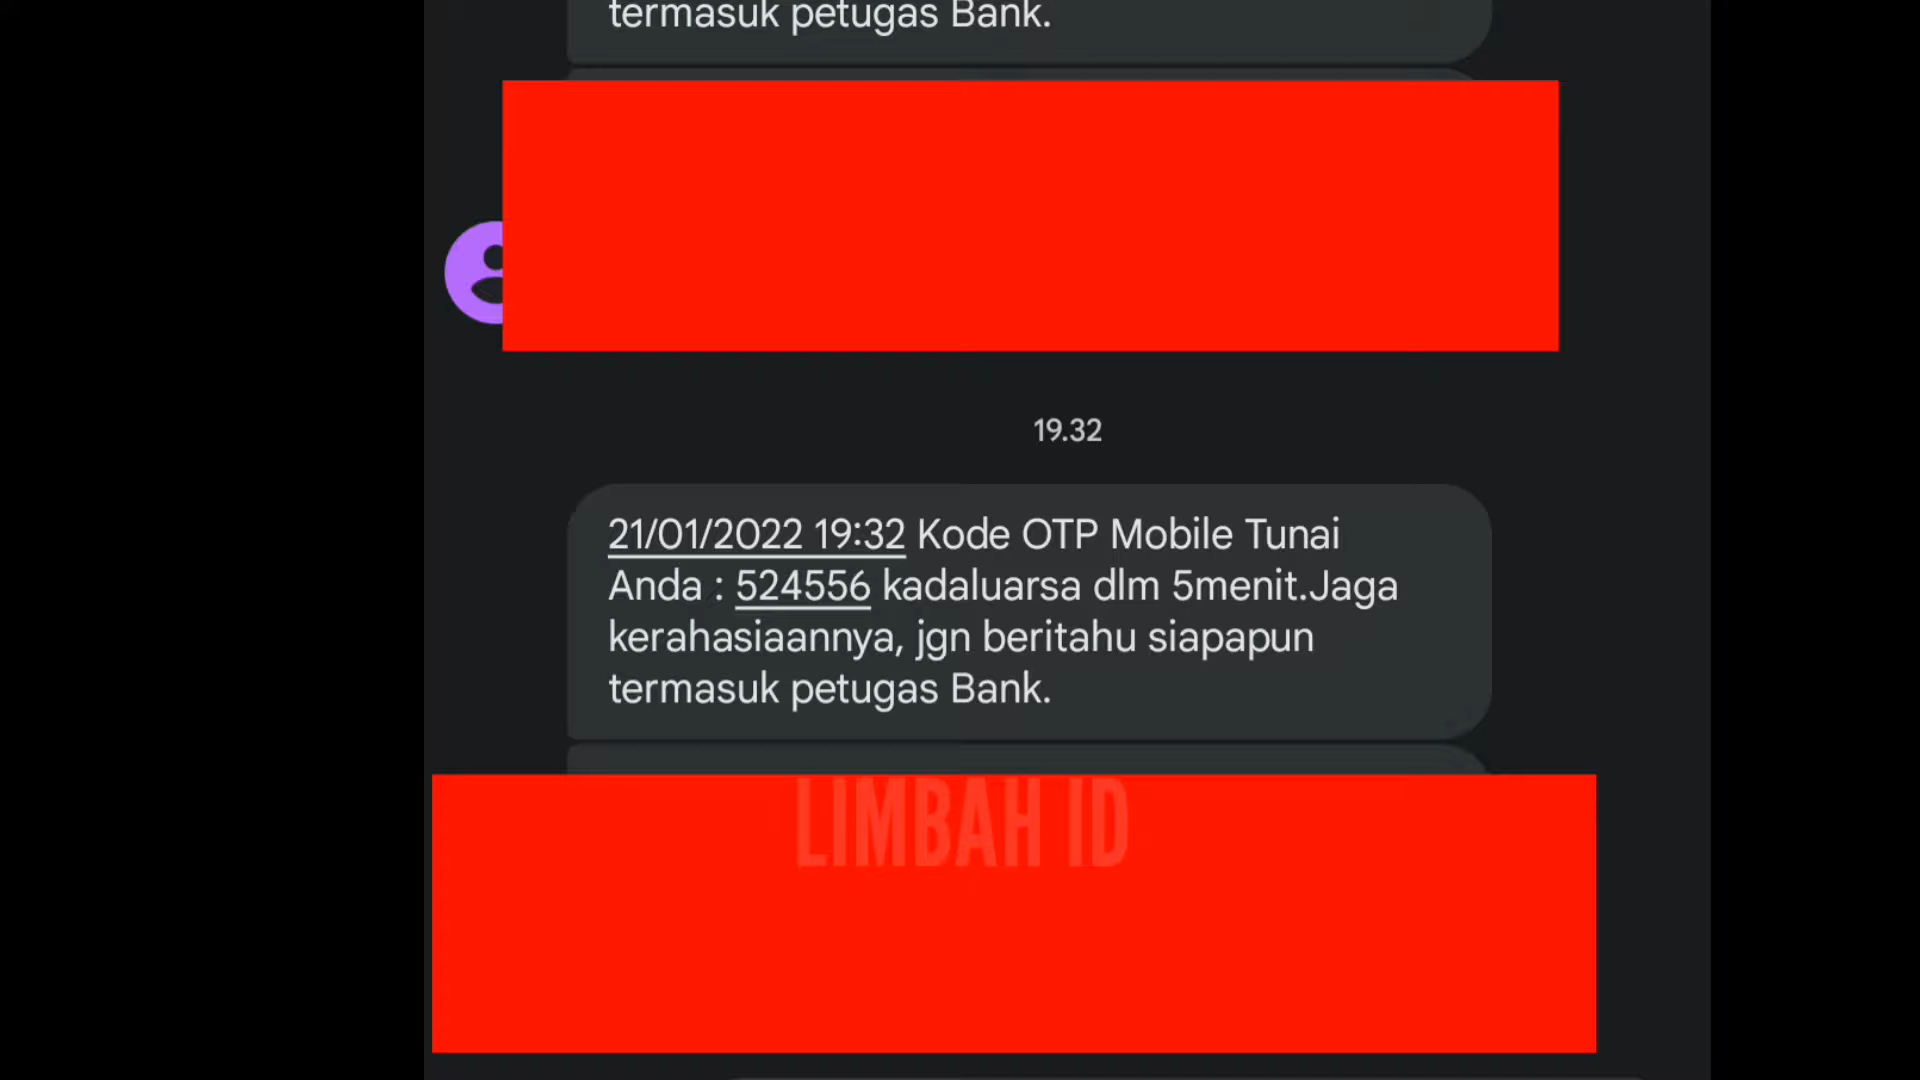 termasuk petugas Bank.
19.32
21/01/2022 19:32 Kode OTP Mobile Tunai
Anda : 524556 kadaluarsa dlm 5menit.Jaga
kerahasiaannya, jgn beritahu siapapun
termasuk petugas Bank.
LIMBAH ID